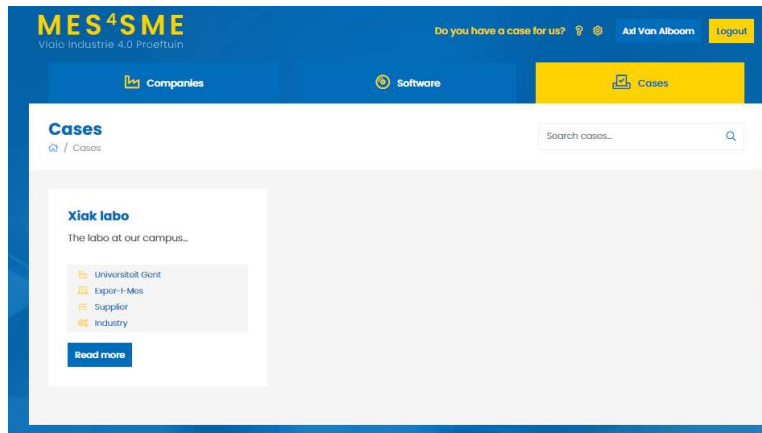 MES⁴SME
Vlaio Industrie 4.0 Proeftuin
Do you have a case for us?
Axl Van Alboom
Logout
Companies
Software
Cases
Cases
/ Cases
Search cases...
Xiak labo
The labo at our campus...
Universiteit Gent
Exper-I-Mes
Supplier
Industry
Read more